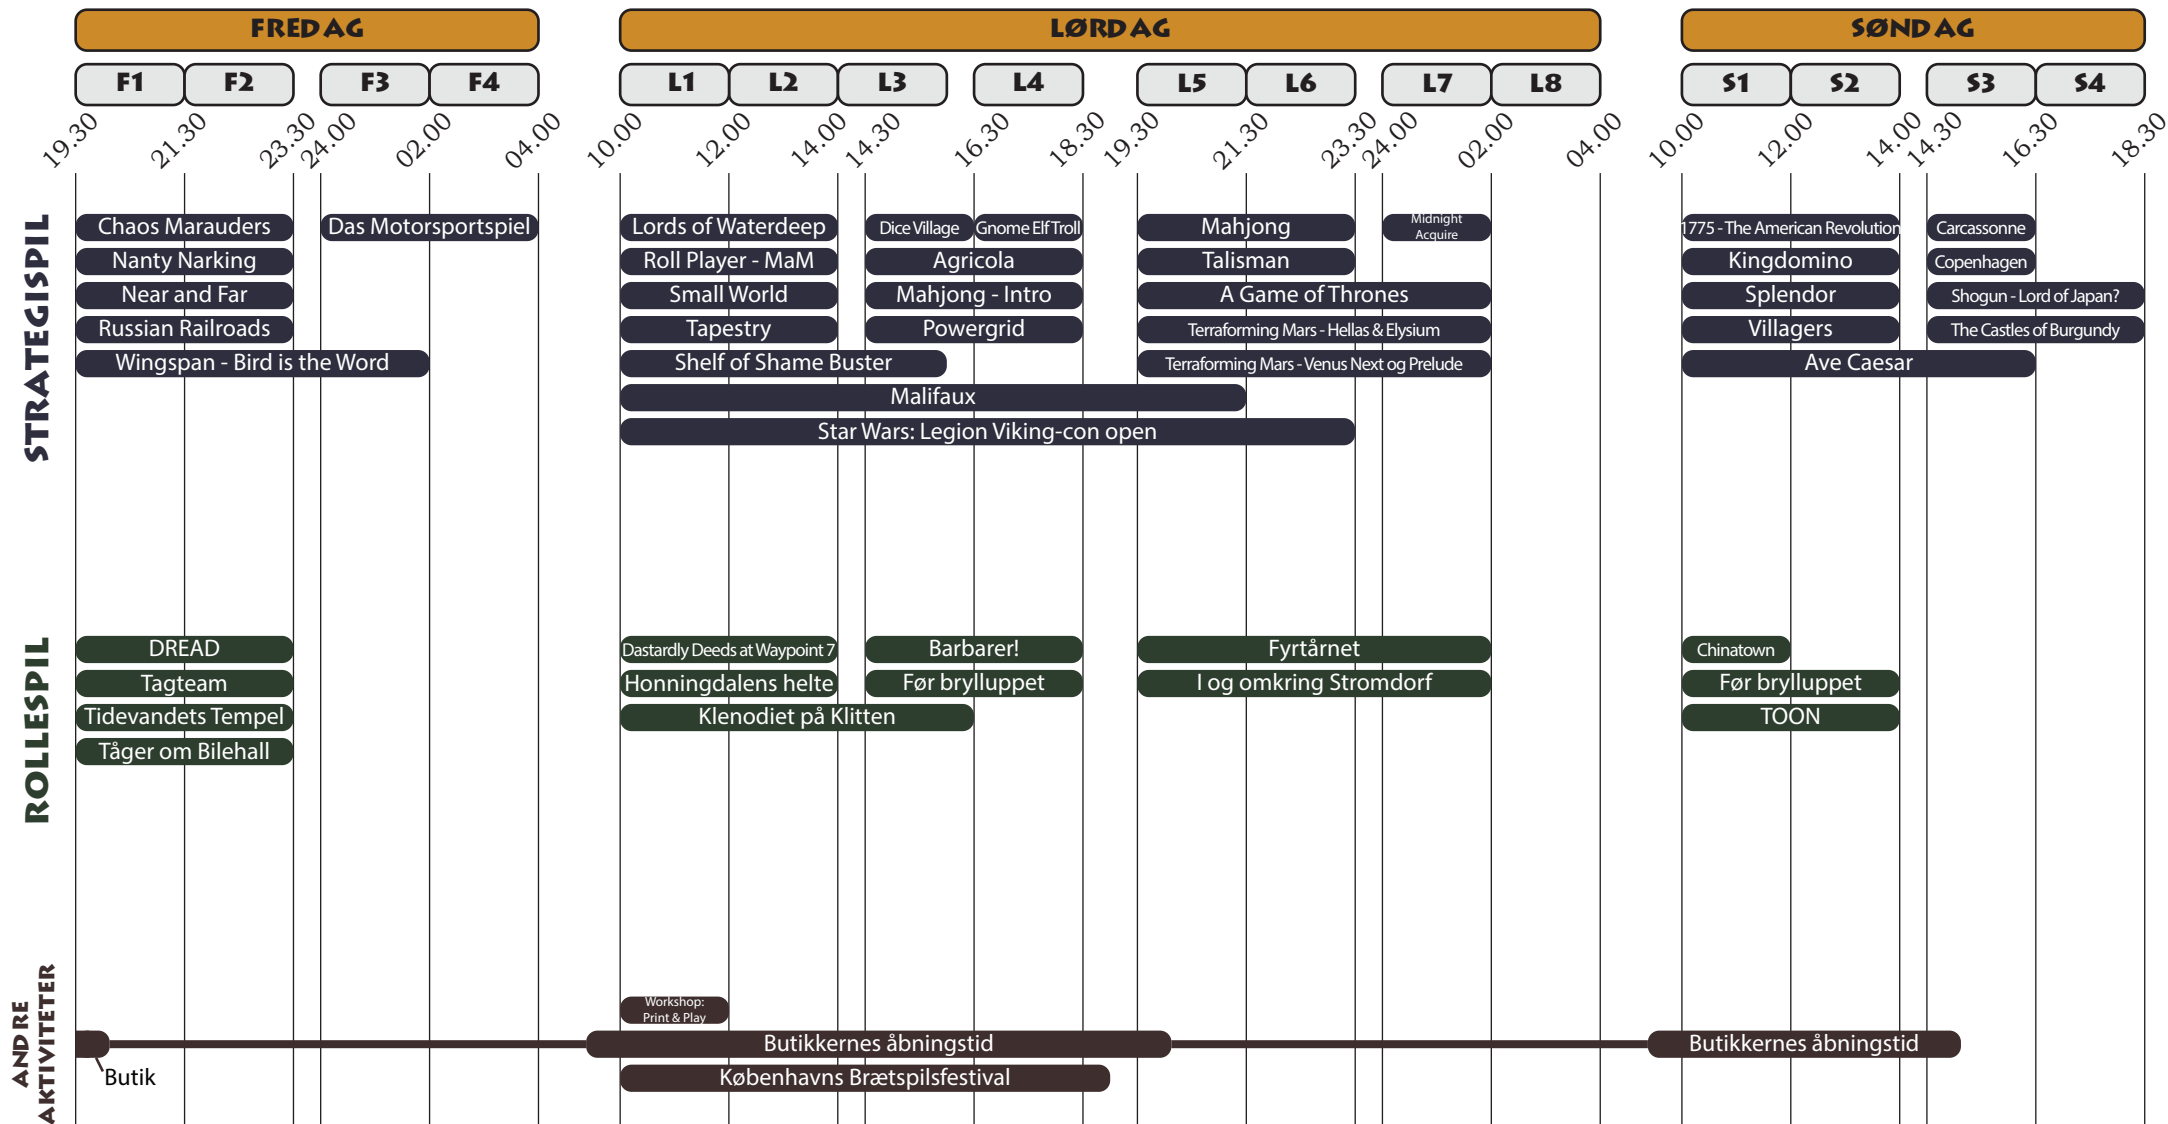 FREDAG LØRDAG SØNDAG
F1 F2 F3 F4 L1 L2 L3 L4 L5 L6 L7 L8 S1 S2 S3 S4
19.30 21.30 23.30 24.00 02.00 04.00 10.00 12.00 14.00 14.30 16.30 18.30 19.30 21.30 23.30 24.00 02.00 04.00 10.00 12.00 14.00 14.30 16.30 18.30
STRATEGISPIL
Chaos Marauders Das Motorsportspiel Lords of Waterdeep Dice Village Gnome Elf Troll Mahjong Midnight
Acquire
1775 - The American Revolution Carcassonne
Nanty Narking Roll Player - MaM Agricola Talisman Kingdomino Copenhagen
Near and Far Small World Mahjong - Intro A Game of Thrones Splendor Shogun - Lord of Japan?
Russian Railroads Tapestry Powergrid Terraforming Mars - Hellas & Elysium Villagers The Castles of Burgundy
Wingspan - Bird is the Word Shelf of Shame Buster Terraforming Mars - Venus Next og Prelude Ave Caesar
Malifaux
Star Wars: Legion Viking-con open
ROLLESPIL
DREAD Dastardly Deeds at Waypoint 7 Barbarer! Fyrtårnet Chinatown
Tagteam Honningdalens helte Før brylluppet I og omkring Stromdorf Før brylluppet
Tidevandets Tempel Klenodiet på Klitten TOON
Tåger om Bilehall
ANDRE
AKTIVITETER
Workshop:
Print & Play
Butikkernes åbningstid Butikkernes åbningstid
Butik Københavns Brætspilsfestival